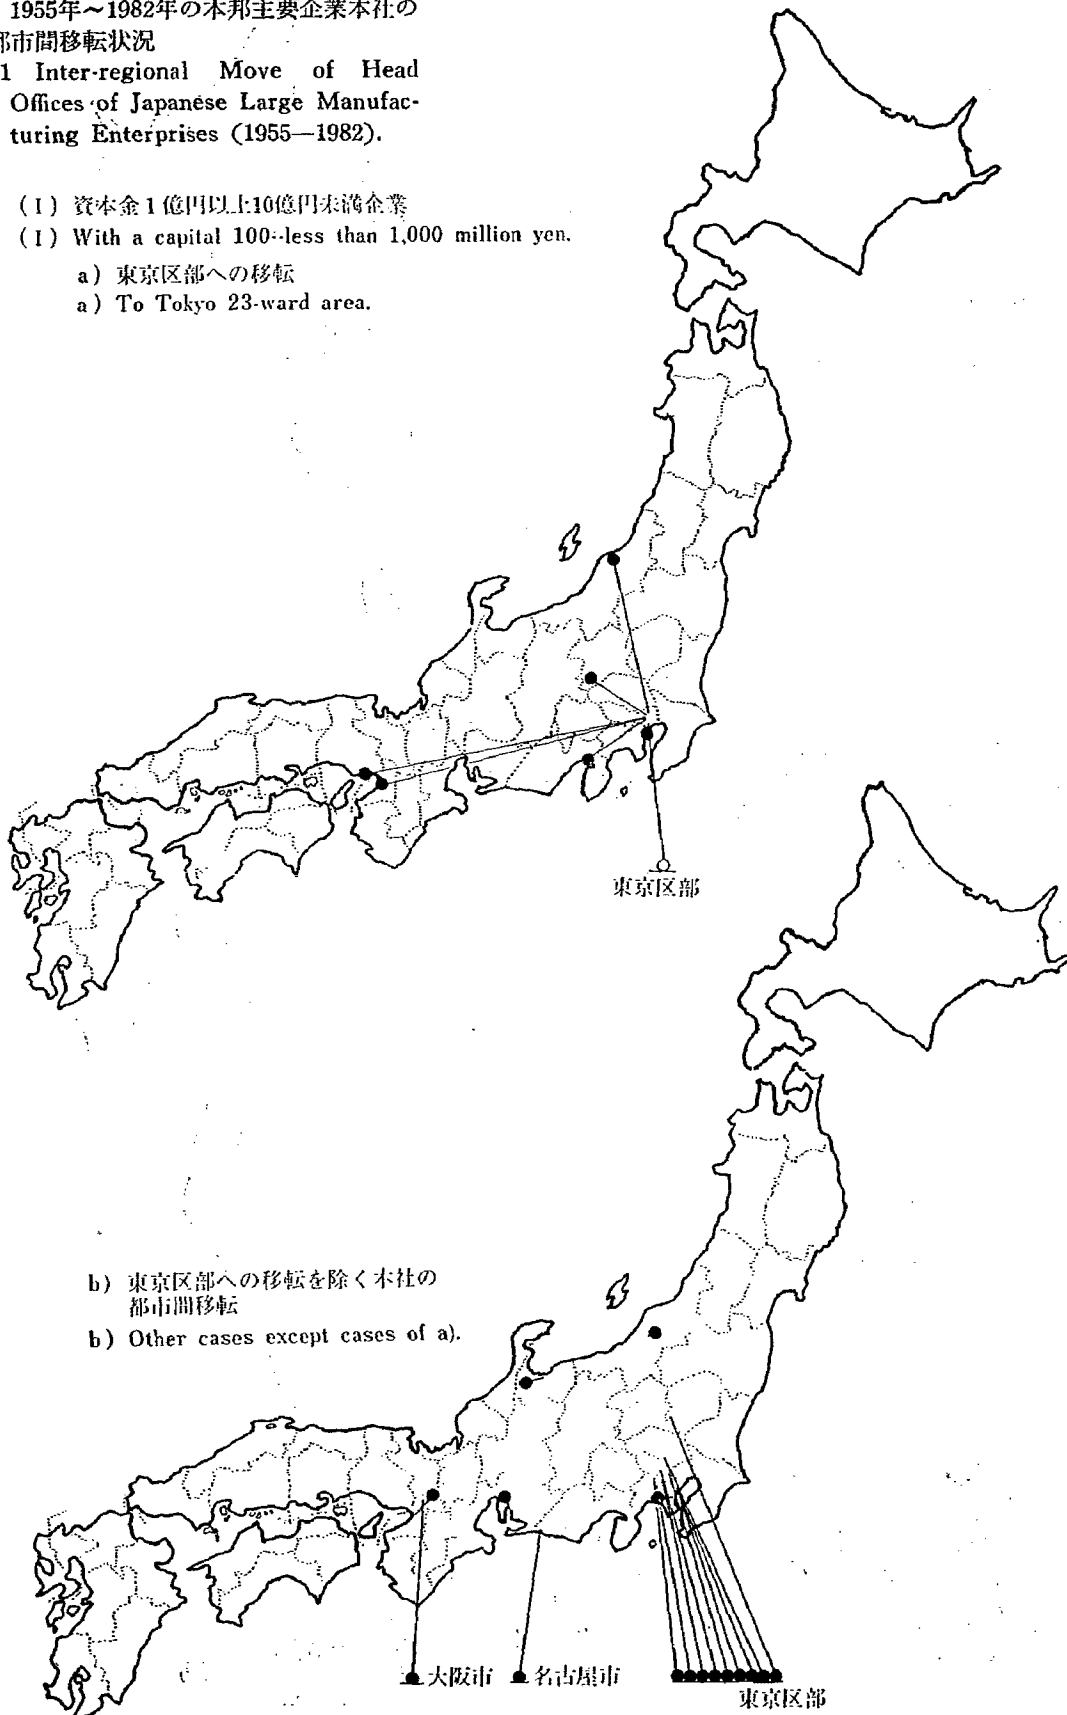 1955年～1982年の本邦主要企業本社の
都市間移転状況
1 Inter-regional Move of Head
Offices of Japanese Large Manufac-
turing Enterprises (1955—1982).
(I) 資本金1億円以上10億円未満企業
(I) With a capital 100--less than 1,000 million yen.
a) 東京区部への移転
a) To Tokyo 23-ward area.
東京区部
b) 東京区部への移転を除く本社の
都市間移転
b) Other cases except cases of a).
大阪市
名古屋市
東京区部